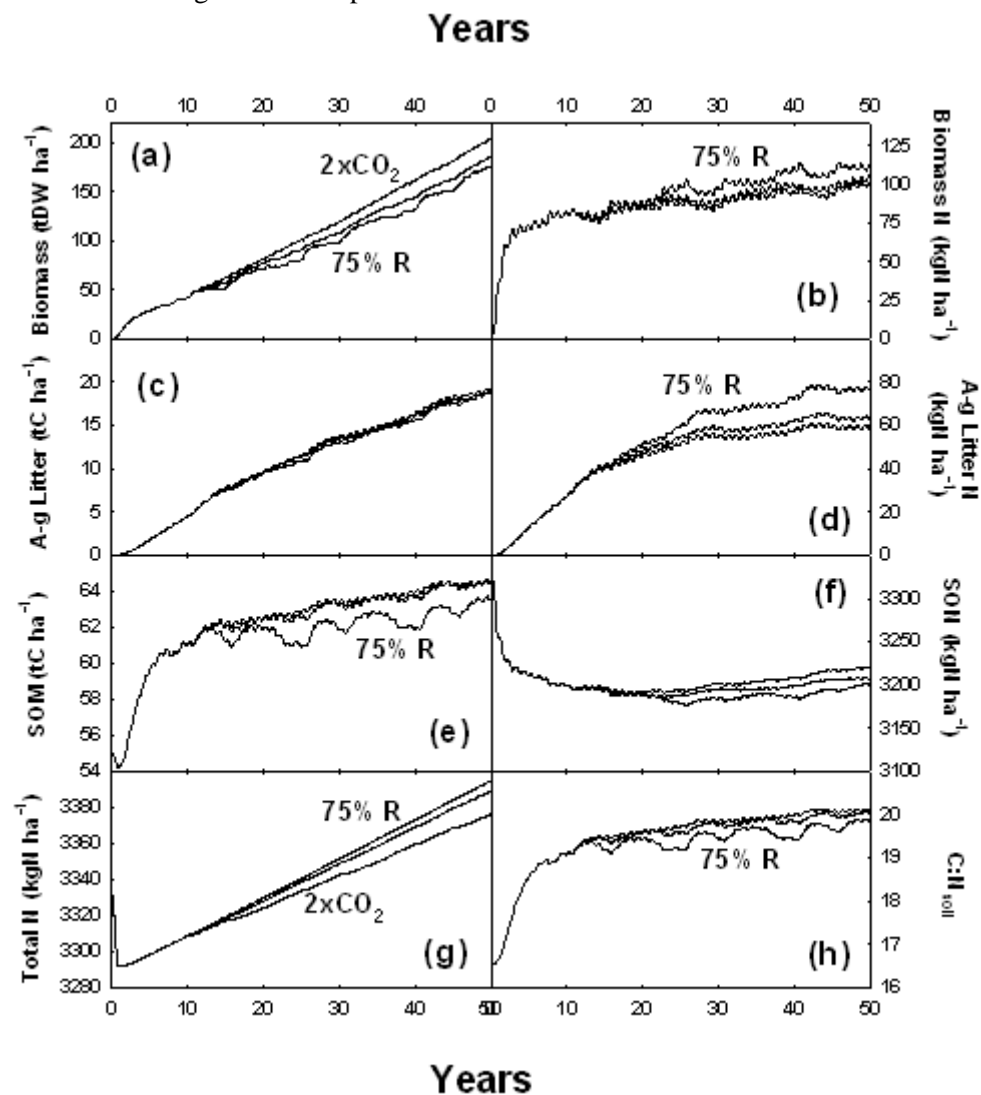 Years
0 10 20 30 40 0 10 20 30 40 50
Biomass (tDW ha⁻¹)
200
150
100
50
0
(a)
2xCO₂
75% R
75% R
(b)
125
100
75
50
25
0
Biomass N (kgN ha⁻¹)
A-g Litter (tC ha⁻¹)
20
15
10
5
0
(c)
75% R
(d)
80
60
40
20
0
A-g Litter N
(kgN ha⁻¹)
SOM (tC ha⁻¹)
64
62
60
58
56
54
75% R
(e)
(f)
3300
3250
3200
3150
3100
SON (kgN ha⁻¹)
Total N (kgN ha⁻¹)
3380
3360
3340
3320
3300
3280
75% R
2xCO₂
(g)
75% R
(h)
20
19
18
17
16
C:N soil
0 10 20 30 40 10 20 30 40 50
Years